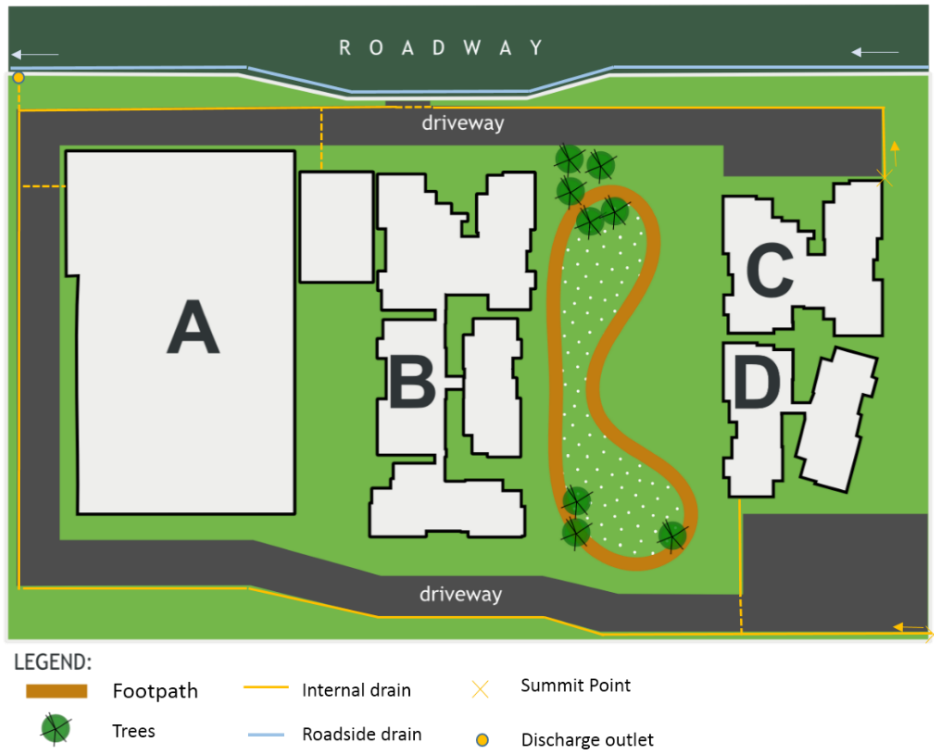 ROADWAY
driveway
A
B
C
D
driveway
LEGEND:
Footpath
Internal drain
Summit Point
Trees
Roadside drain
Discharge outlet